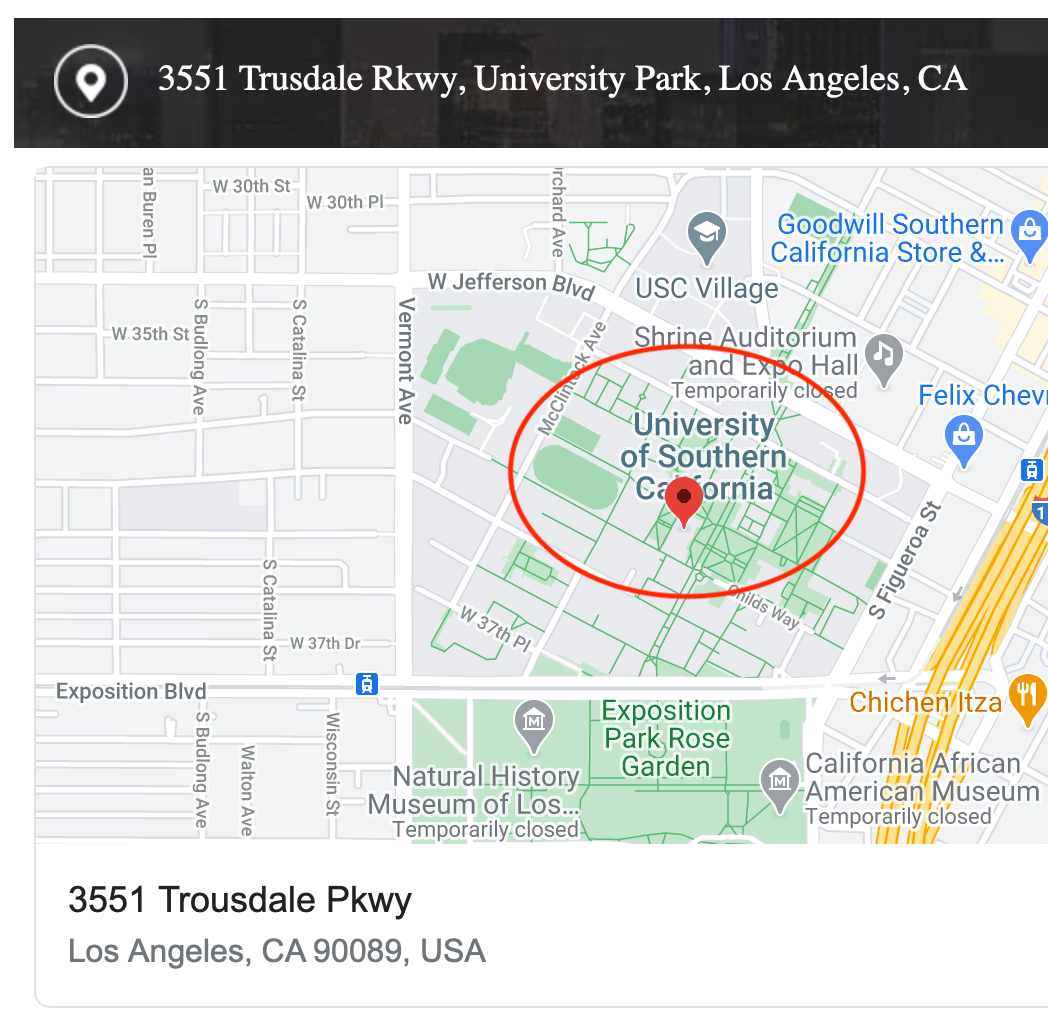 3551 Trusdale Rkwy, University Park, Los Angeles, CA
an Buren Pl
W 30th St
W 30th Pl
rchard Ave
Goodwill Southern
California Store &...
USC Village
W Jefferson Blvd
W 35th St
S Budlong Ave
S Catalina St
Vermont Ave
McClintock Ave
Shrine Auditorium
and Expo Hall
Temporarily closed
Felix Chevr
University
of Southern
California
1
S Figueroa St
S Catalina St
Childs Way
W 37th Pl
W 37th Dr
Exposition Blvd
Chichen Itza
S Budlong Ave
Walton Ave
Wisconsin St
Exposition
Park Rose
Garden
M
Natural History
Museum of Los...
Temporarily closed
M
California African
American Museum
Temporarily closed
3551 Trousdale Pkwy
Los Angeles, CA 90089, USA